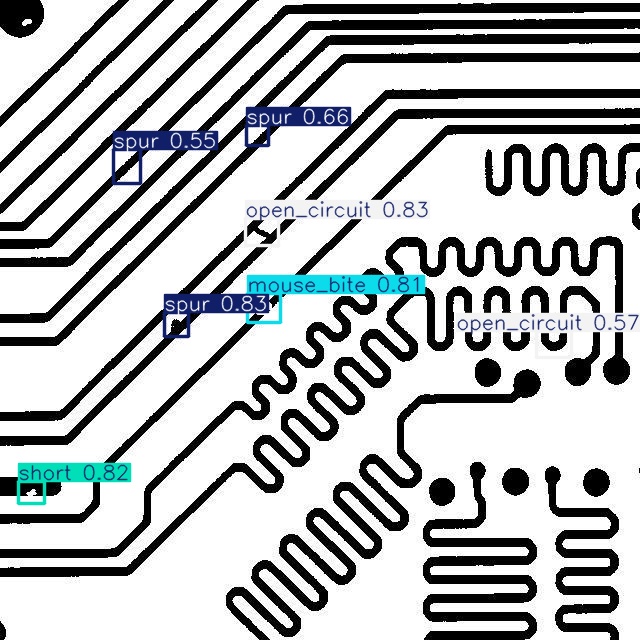 spur 0.66
spur 0.55
open_circuit 0.83
mouse_bite 0.81
spur 0.83
open_circuit 0.57
short 0.82